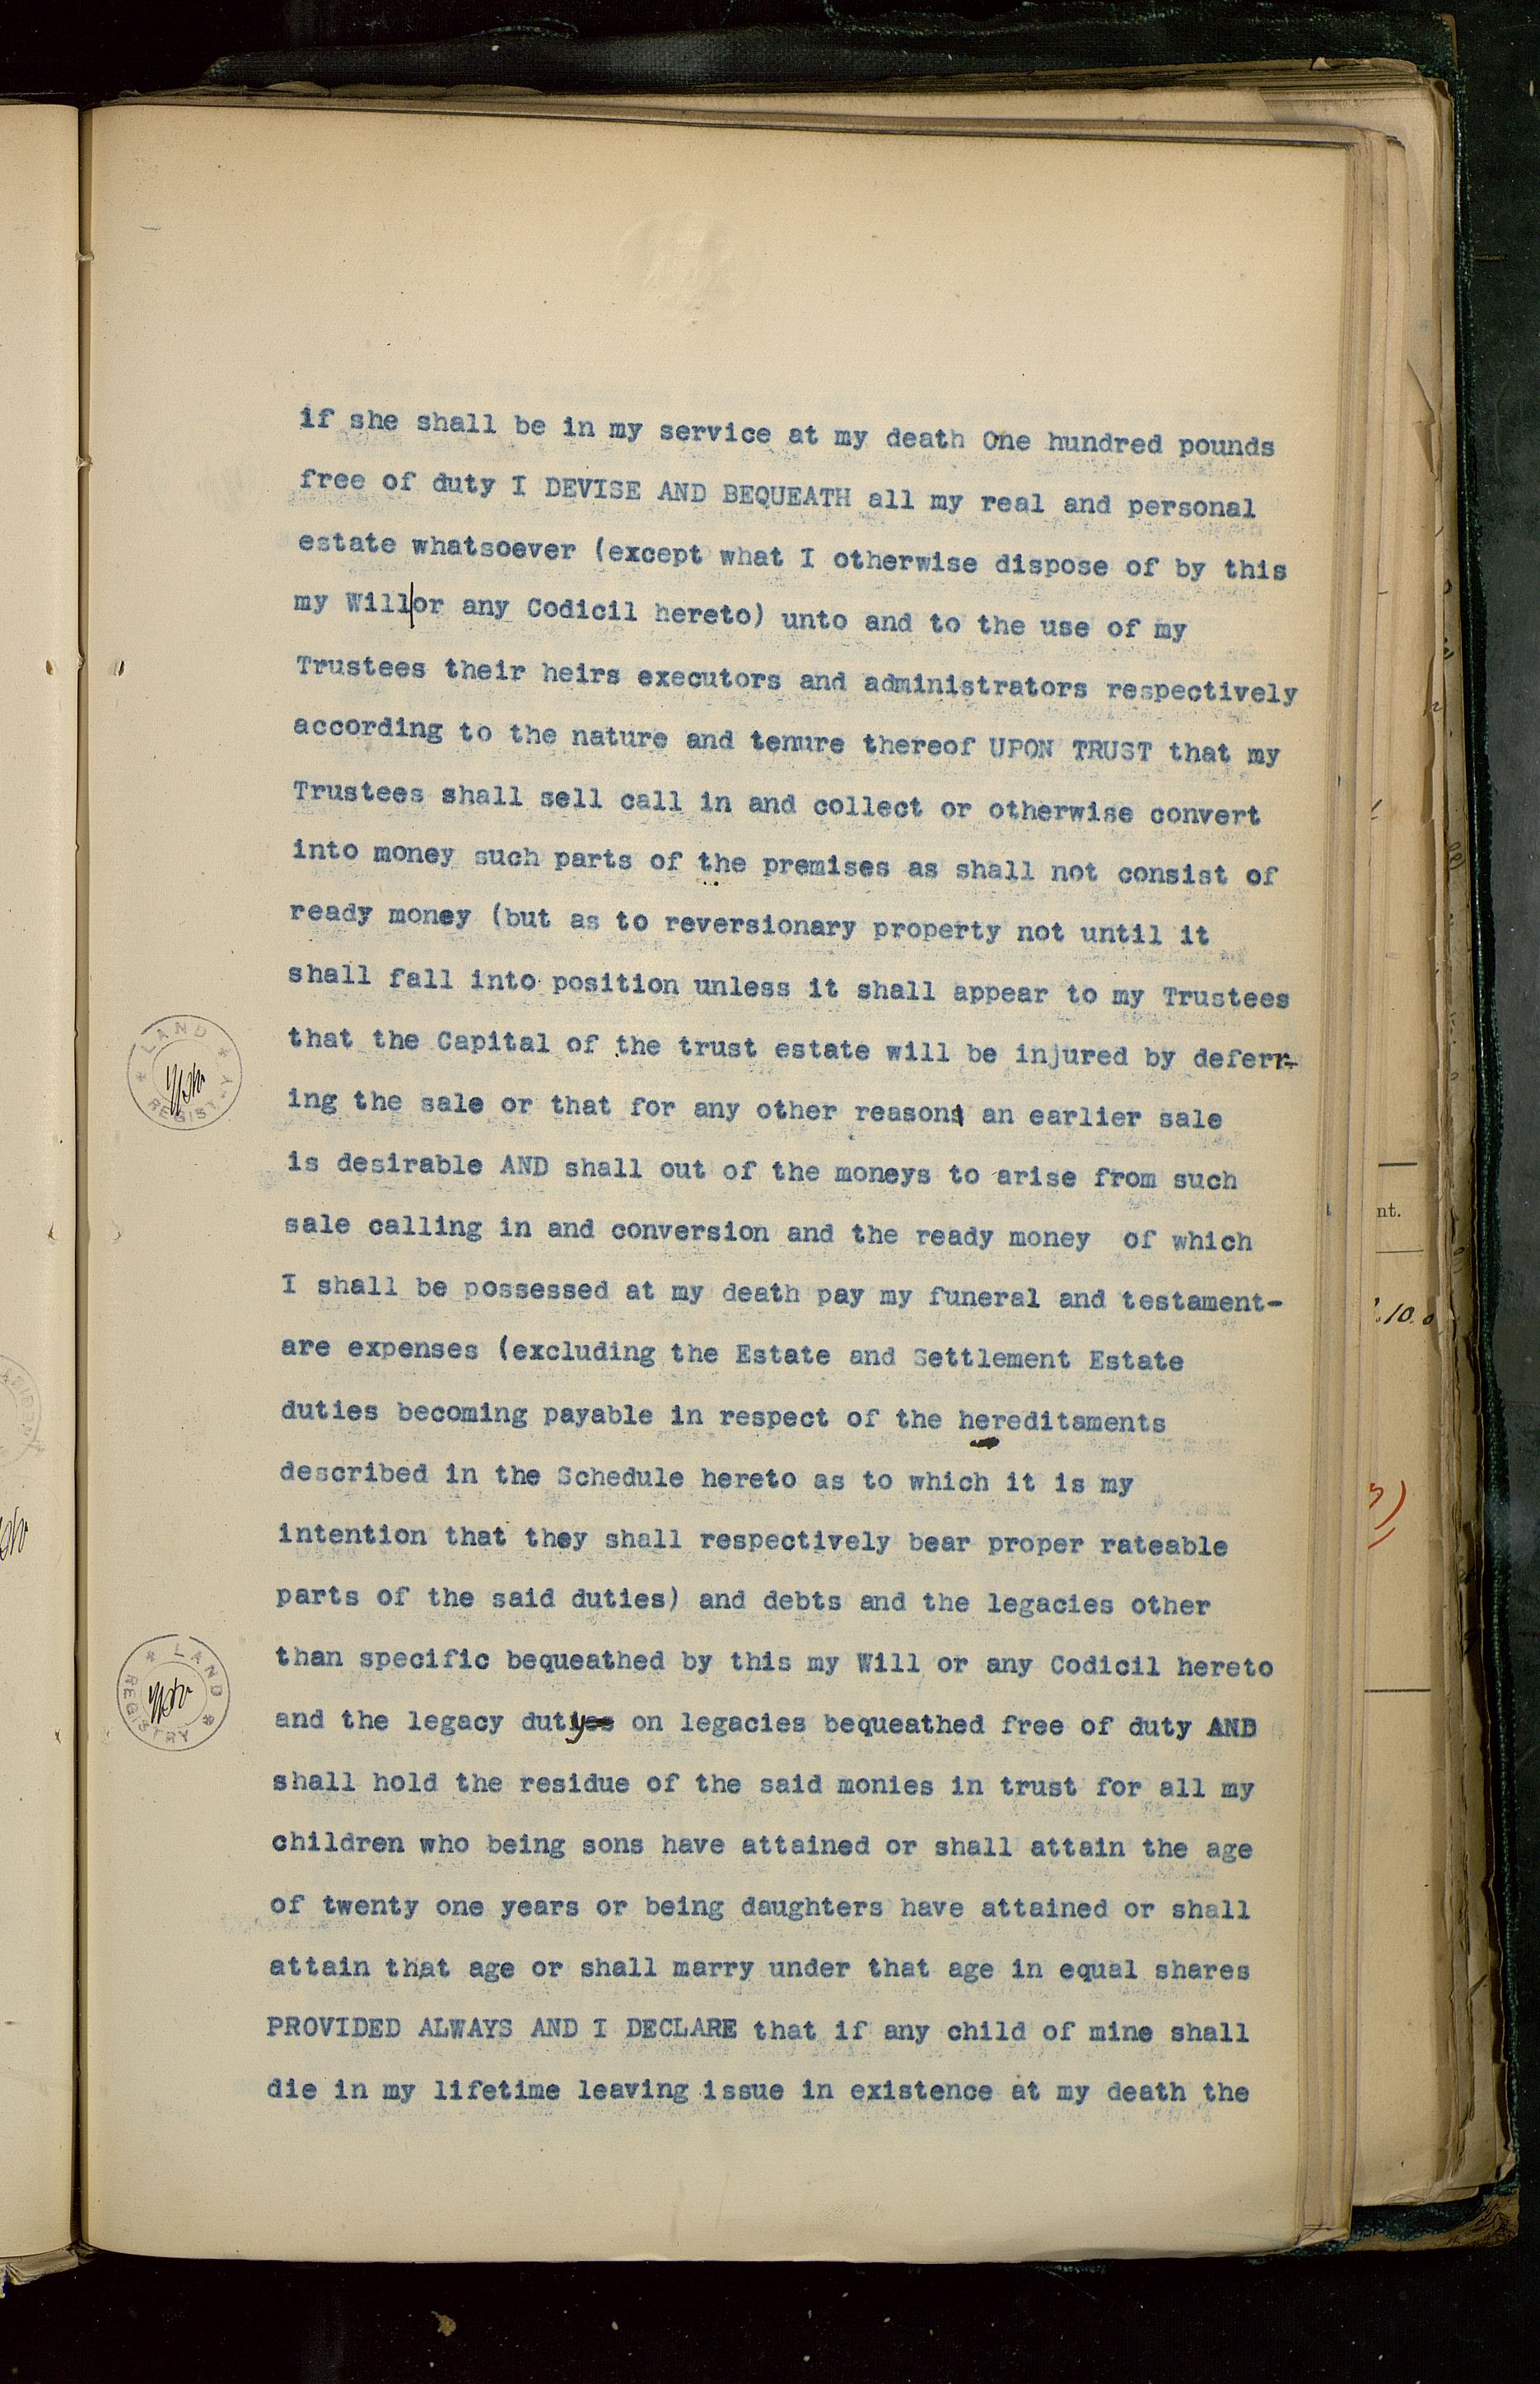 if she shall be in my service at my death One hundred pounds
free of duty I DEVISE AND BEQUEATH all my real and personal
estate whatsoever (except what I otherwise dispose of by this
my Will|or any Codicil hereto) unto and to the use of my
Trustees their heirs executors and administrators respectively
according to the nature and tenure thereof UPON TRUST that my
Trustees shall sell call in and collect or otherwise convert
into money such parts of the premises as shall not consist of
ready money (but as to reversionary property not until it
shall fall into position unless it shall appear to my Trustees
that the Capital of the trust estate will be injured by deferr-
ing the sale or that for any other reason an earlier sale
is desirable AND shall out of the moneys to arise from such
sale calling in and conversion and the ready money of which
I shall be possessed at my death pay my funeral and testament-
are expenses (excluding the Estate and Settlement Estate
duties becoming payable in respect of the hereditaments
described in the Schedule hereto as to which it is my
intention that they shall respectively bear proper rateable
parts of the said duties) and debts and the legacies other
than specific bequeathed by this my Will or any Codicil hereto
and the legacy duty on legacies bequeathed free of duty AND
shall hold the residue of the said monies in trust for all my
children who being sons have attained or shall attain the age
of twenty one years or being daughters have attained or shall
attain that age or shall marry under that age in equal shares
PROVIDED ALWAYS AND I DECLARE that if any child of mine shall
die in my lifetime leaving issue in existence at my death the
LAND REGISTRY
LAND REGISTRY
nt.
10.0